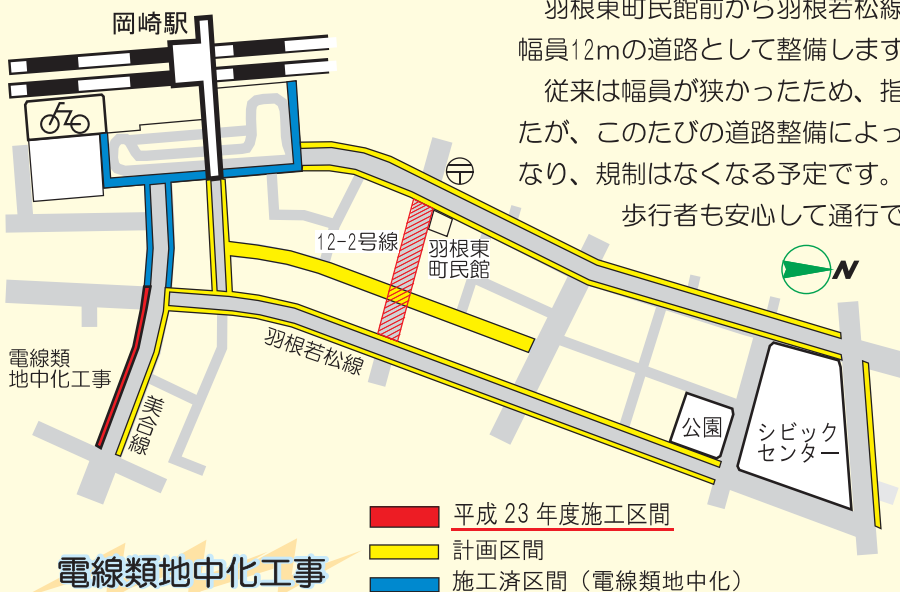 岡崎駅
羽根東町民館前から羽根若松線
幅員12mの道路として整備します
従来は幅員が狭かったため、指
たが、このたびの道路整備によっ
なり、規制はなくなる予定です。
歩行者も安心して通行で
〒
12-2号線
羽根東
町民館
N
羽根若松線
電線類
地中化工事
美合線
公園
シビック
センター
平成23年度施工区間
計画区間
施工済区間（電線類地中化）
電線類地中化工事